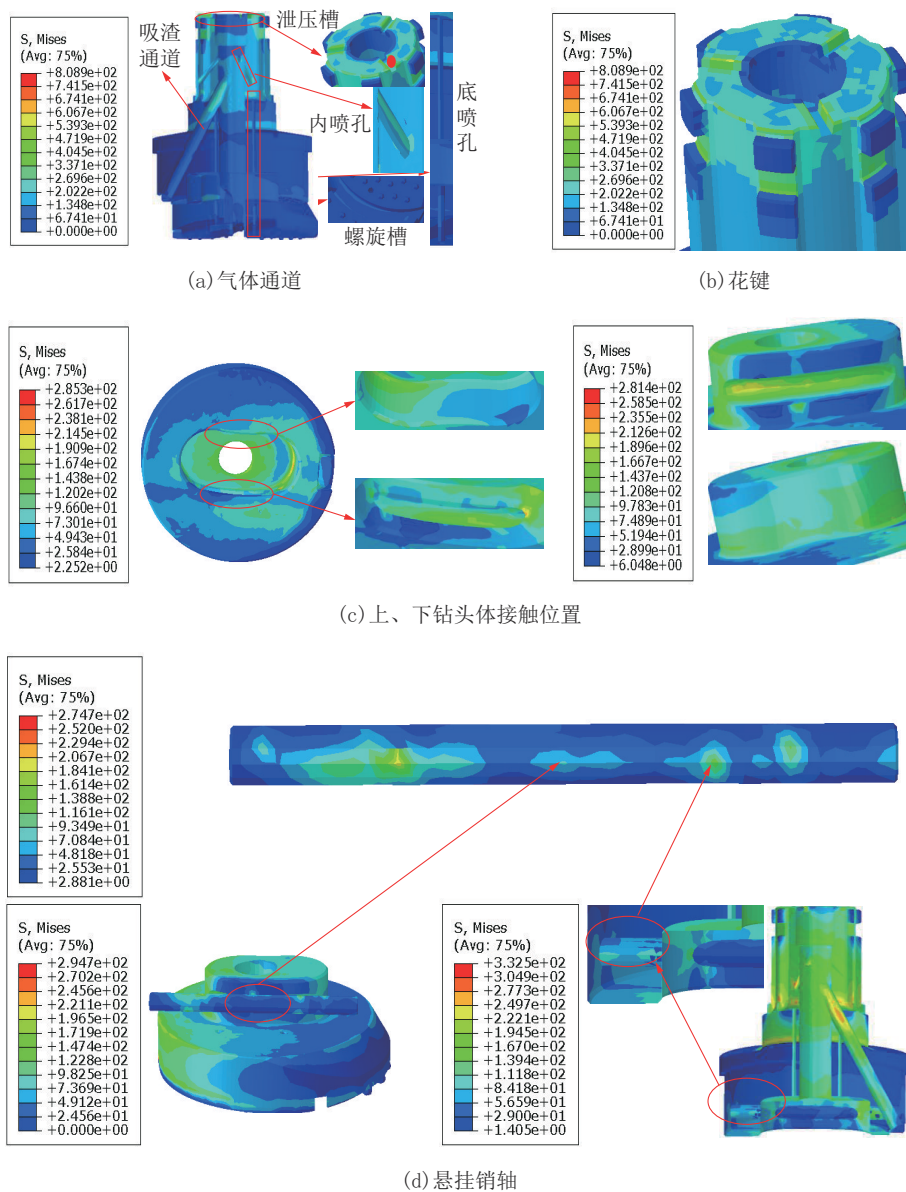 S, Mises
(Avg: 75%)
+8.089e+02
+7.415e+02
+6.741e+02
+6.067e+02
+5.393e+02
+4.719e+02
+4.045e+02
+3.371e+02
+2.696e+02
+2.022e+02
+1.348e+02
+6.741e+01
+0.000e+00
吸渣
通道
泄压槽
内喷孔
螺旋槽
底
喷
孔
(a)气体通道
S, Mises
(Avg: 75%)
+8.089e+02
+7.415e+02
+6.741e+02
+6.067e+02
+5.393e+02
+4.719e+02
+4.045e+02
+3.371e+02
+2.696e+02
+2.022e+02
+1.348e+02
+6.741e+01
+0.000e+00
(b)花键
S, Mises
(Avg: 75%)
+2.853e+02
+2.617e+02
+2.381e+02
+2.145e+02
+1.909e+02
+1.674e+02
+1.438e+02
+1.202e+02
+9.660e+01
+7.301e+01
+4.943e+01
+2.584e+01
+2.252e+00
S, Mises
(Avg: 75%)
+2.814e+02
+2.585e+02
+2.355e+02
+2.126e+02
+1.896e+02
+1.667e+02
+1.437e+02
+1.208e+02
+9.783e+01
+7.489e+01
+5.194e+01
+2.899e+01
+6.048e+00
(c)上、下钻头体接触位置
S, Mises
(Avg: 75%)
+2.747e+02
+2.520e+02
+2.294e+02
+2.067e+02
+1.841e+02
+1.614e+02
+1.388e+02
+1.161e+02
+9.349e+01
+7.084e+01
+4.818e+01
+2.553e+01
+2.881e+00
S, Mises
(Avg: 75%)
+2.947e+02
+2.702e+02
+2.456e+02
+2.211e+02
+1.965e+02
+1.719e+02
+1.474e+02
+1.228e+02
+9.825e+01
+7.369e+01
+4.912e+01
+2.456e+01
+0.000e+00
S, Mises
(Avg: 75%)
+3.325e+02
+3.049e+02
+2.773e+02
+2.497e+02
+2.221e+02
+1.945e+02
+1.670e+02
+1.394e+02
+1.118e+02
+8.418e+01
+5.659e+01
+2.900e+01
+1.405e+00
(d)悬挂销轴